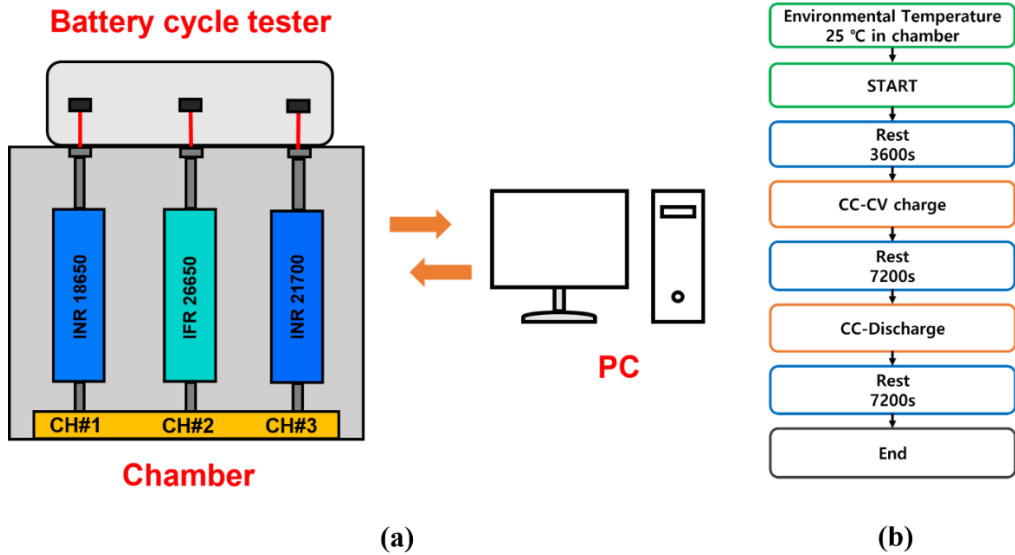 Battery cycle tester
INR 18650
IFR 26650
INR 21700
CH#1
CH#2
CH#3
Chamber
PC
(a)
Environmental Temperature
25 ℃ in chamber
START
Rest
3600s
CC-CV charge
Rest
7200s
CC-Discharge
Rest
7200s
End
(b)